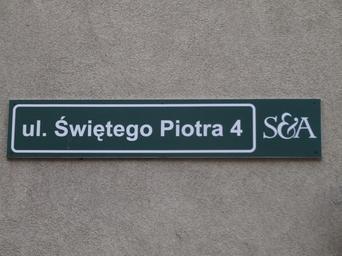 ul. Świętego Piotra 4 S&A